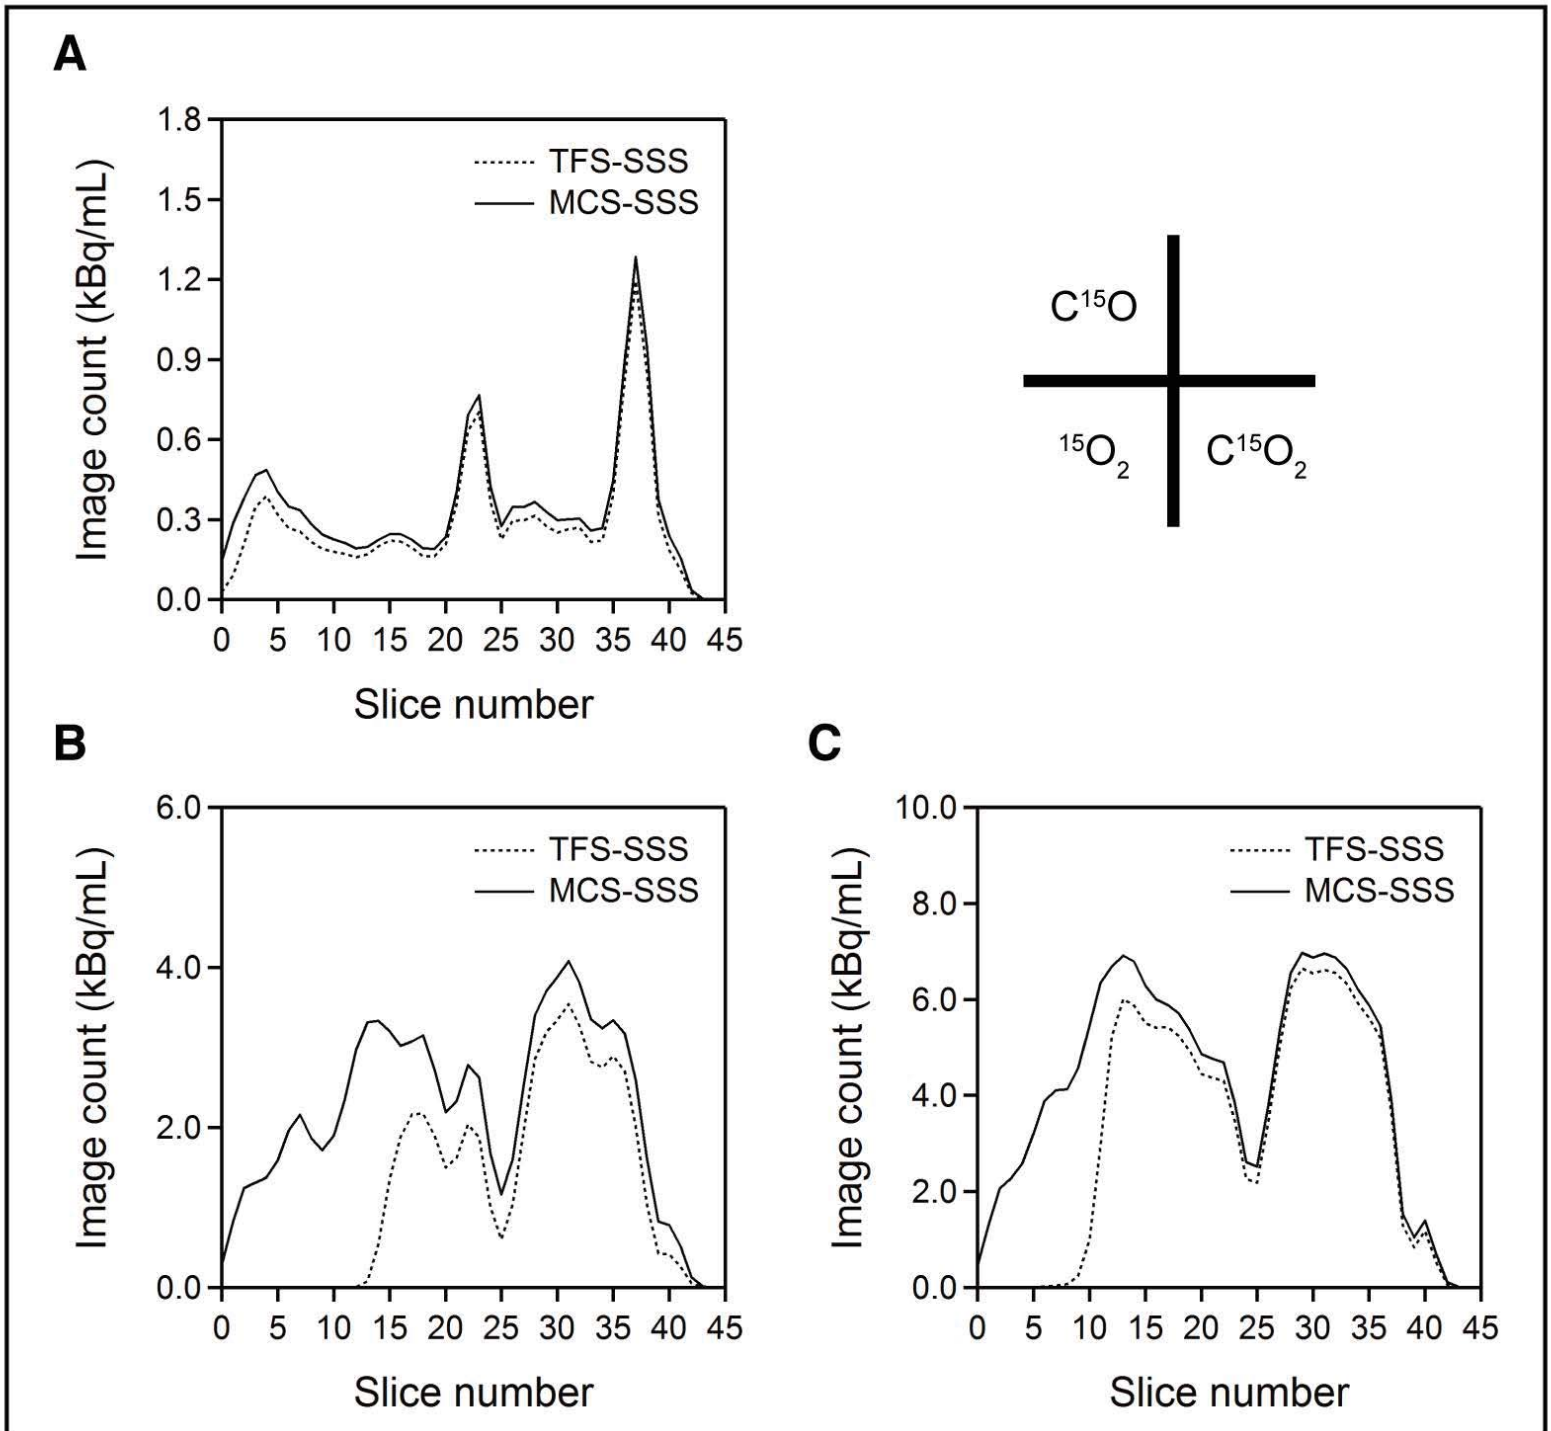 A
Image count (kBq/mL)
1.8
1.5
1.2
0.9
0.6
0.3
0.0
TFS-SSS
MCS-SSS
0 5 10 15 20 25 30 35 40 45
Slice number
C¹⁵O
¹⁵O₂ C¹⁵O₂
B
Image count (kBq/mL)
6.0
4.0
2.0
0.0
TFS-SSS
MCS-SSS
0 5 10 15 20 25 30 35 40 45
Slice number
C
Image count (kBq/mL)
10.0
8.0
6.0
4.0
2.0
0.0
TFS-SSS
MCS-SSS
0 5 10 15 20 25 30 35 40 45
Slice number